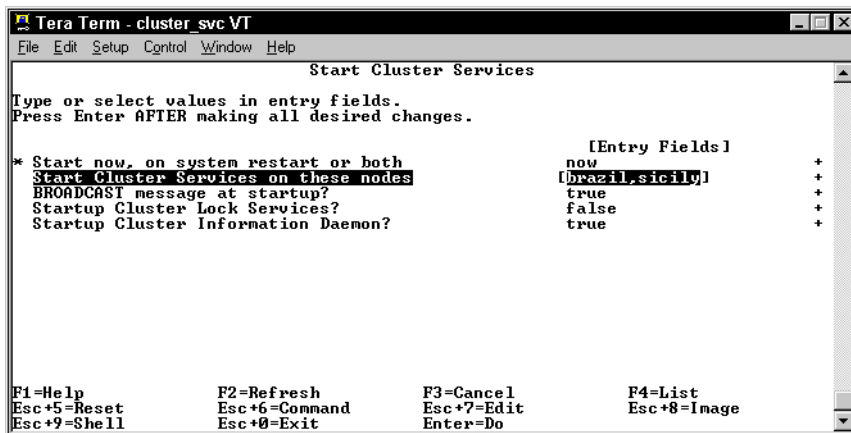 Tera Term - cluster_svc VT
File Edit Setup Control Window Help
Start Cluster Services
Type or select values in entry fields.
Press Enter AFTER making all desired changes.
[Entry Fields]
* Start now, on system restart or both now +
Start Cluster Services on these nodes [brazil,sicily] +
BROADCAST message at startup? true +
Startup Cluster Lock Services? false +
Startup Cluster Information Daemon? true +
F1=Help F2=Refresh F3=Cancel F4=List
Esc+5=Reset Esc+6=Command Esc+7=Edit Esc+8=Image
Esc+9=Shell Esc+0=Exit Enter=Do